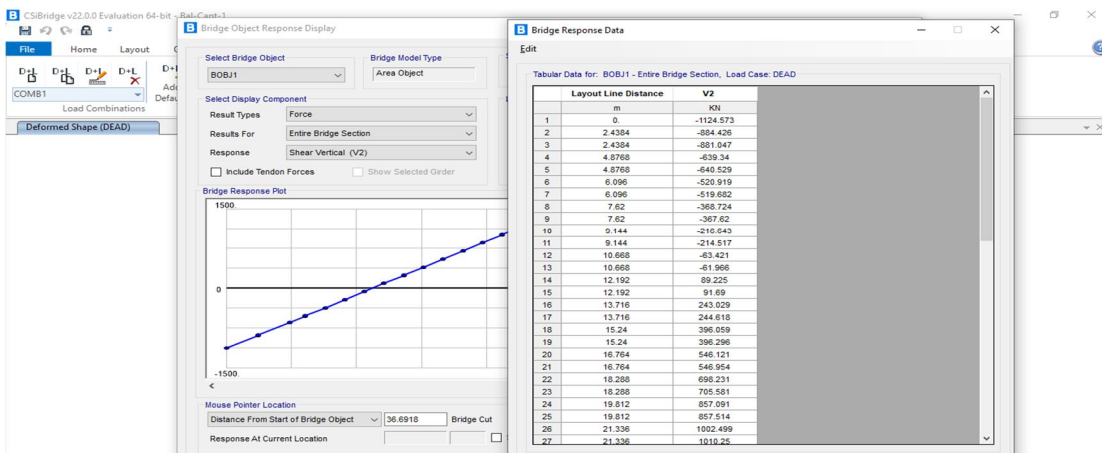 CSiBridge v22.0.0 Evaluation 64-bit - Bal-Cant-1
File Home Layout
D+L D+L D+L D+L
COMB1
Load Combinations
Deformed Shape (DEAD)
Bridge Object Response Display
Select Bridge Object
BOBJ1
Bridge Model Type
Area Object
Select Display Component
Result Types Force
Results For Entire Bridge Section
Response Shear Vertical (V2)
Include Tendon Forces Show Selected Girder
Bridge Response Plot
1500.
0
-1500.
Mouse Pointer Location
Distance From Start of Bridge Object 36.6918 Bridge Cut
Response At Current Location
Bridge Response Data
Edit
Tabular Data for: BOBJ1 - Entire Bridge Section, Load Case: DEAD
Layout Line Distance V2
m KN
1 0. -1124.573
2 2.4384 -884.426
3 2.4384 -881.047
4 4.8768 -639.34
5 4.8768 -640.529
6 6.096 -520.919
7 6.096 -519.682
8 7.62 -368.724
9 7.62 -367.62
10 9.144 -216.643
11 9.144 -214.517
12 10.668 -63.421
13 10.668 -61.966
14 12.192 89.225
15 12.192 91.69
16 13.716 243.029
17 13.716 244.618
18 15.24 396.059
19 15.24 396.296
20 16.764 546.121
21 16.764 546.954
22 18.288 698.231
23 18.288 705.581
24 19.812 857.091
25 19.812 857.514
26 21.336 1002.499
27 21.336 1010.25